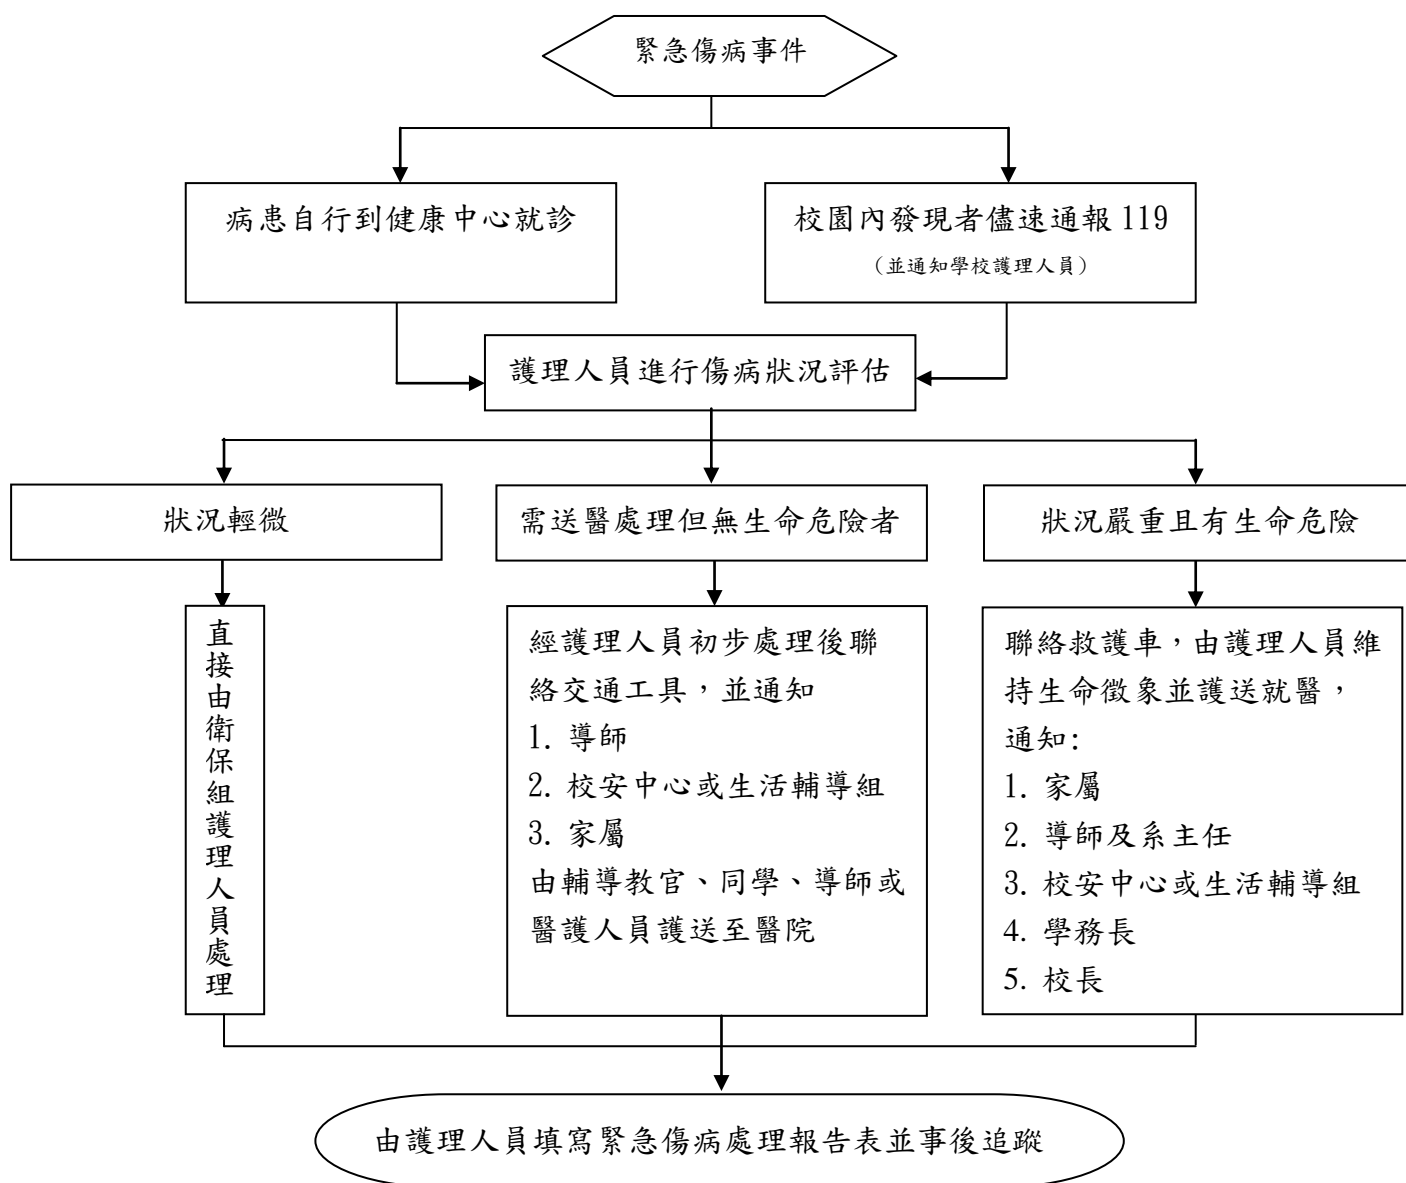 緊急傷病事件
病患自行到健康中心就診
校園內發現者儘速通報 119
（並通知學校護理人員）
護理人員進行傷病狀況評估
狀況輕微
需送醫處理但無生命危險者
狀況嚴重且有生命危險
直接由衛保組護理人員處理
經護理人員初步處理後聯
絡交通工具，並通知
1. 導師
2. 校安中心或生活輔導組
3. 家屬
由輔導教官、同學、導師或
醫護人員護送至醫院
聯絡救護車，由護理人員維
持生命徵象並護送就醫，
通知:
1. 家屬
2. 導師及系主任
3. 校安中心或生活輔導組
4. 學務長
5. 校長
由護理人員填寫緊急傷病處理報告表並事後追蹤